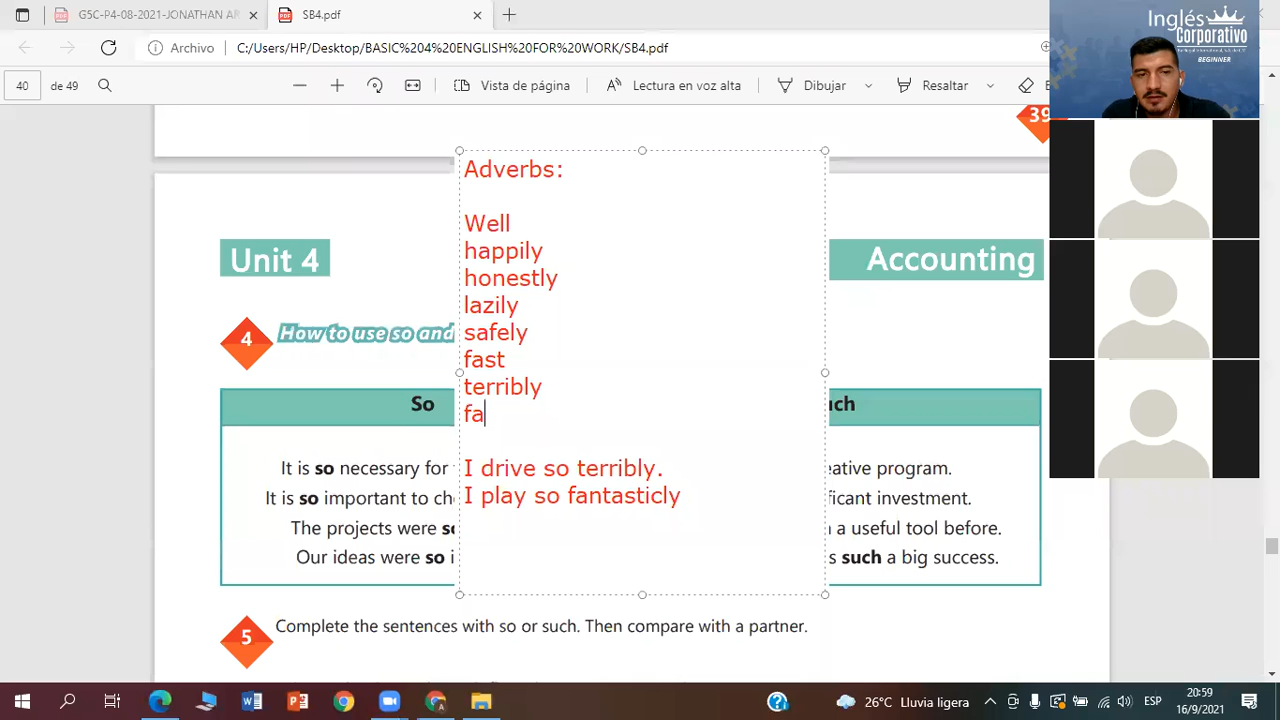 G5C-P4-08-2021-JONATHAN AR
SB4.pdf
Archivo
C:/Users/HP/Desktop/BASIC%204%20ENGLISH%20FOR%20WORK/SB4.pdf
40
de 49
Vista de página
Lectura en voz alta
Dibujar
Resaltar
Inglés
Corporativo
BEGINNER
39
Adverbs:
Well
happily
honestly
lazily
safely
fast
terribly
fa
I drive so terribly.
I play so fantasticly
Unit 4
Accounting
4
How to use so and
So
uch
It is so necessary for
eative program.
It is so important to ch
ficant investment.
The projects were so
a useful tool before.
Our ideas were so i
s such a big success.
5
Complete the sentences with so or such. Then compare with a partner.
26°C
Lluvia ligera
ESP
20:59
16/9/2021